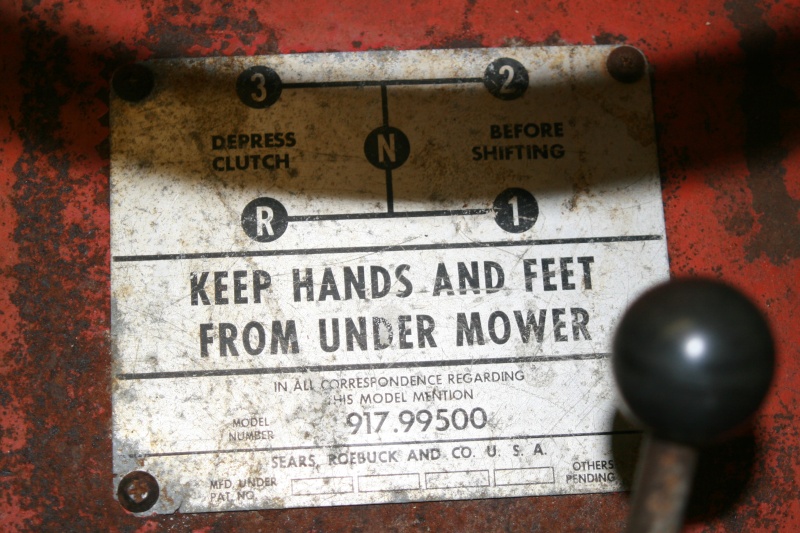 3 2
DEPRESS CLUTCH N BEFORE SHIFTING
R 1
KEEP HANDS AND FEET
FROM UNDER MOWER
IN ALL CORRESPONDENCE REGARDING
HIS MODEL MENTION
MODEL NUMBER 917.99500
SEARS, ROEBUCK AND CO. U. S. A.
MFD. UNDER PAT. NO. OTHERS PENDING